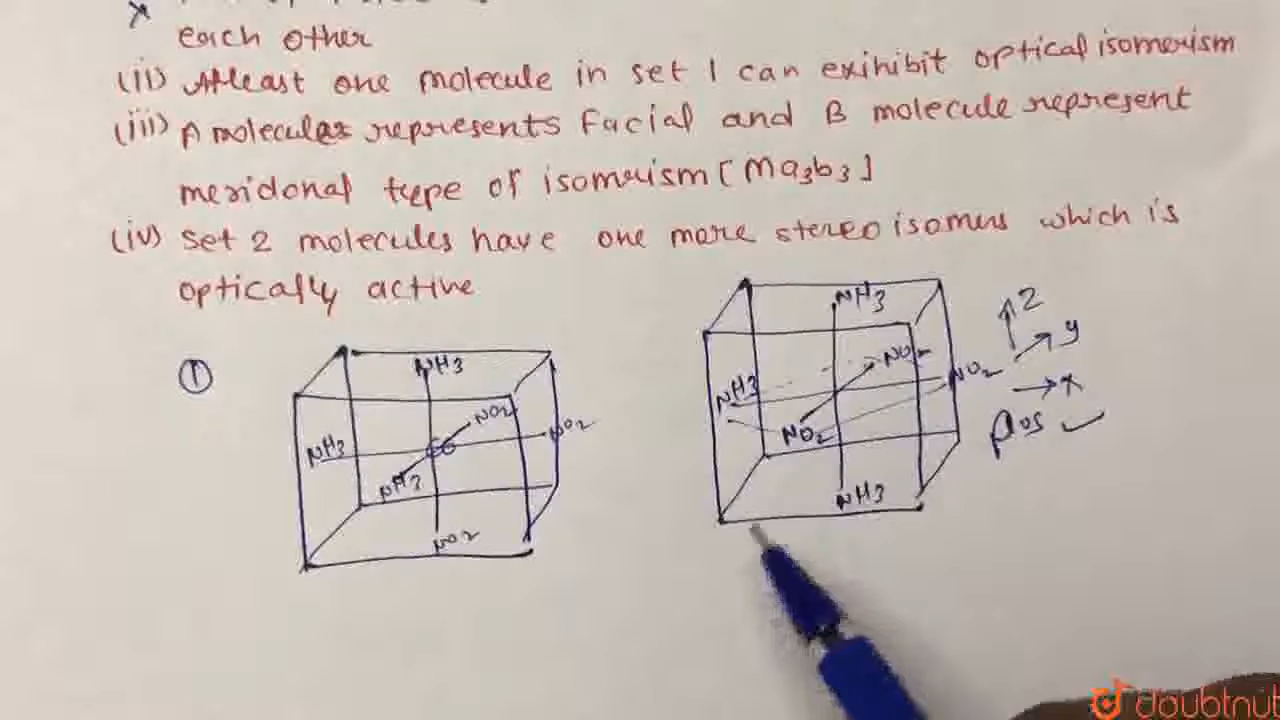 each other
(ii) Atleast one molecule in set 1 can exihibit optical isomerism
(iii) A molecular represents Facial and B molecule represent
meridonal type of isomerism [Ma3b3]
(iv) set 2 molecules have one more stereo isomers which is
optically active
①
NH3
NO2
NH3
CO
NO2
NH3
NO2
NH3
NO2
NH3
NO2
NO2
NH3
Z
y
x
POS
doubtnut